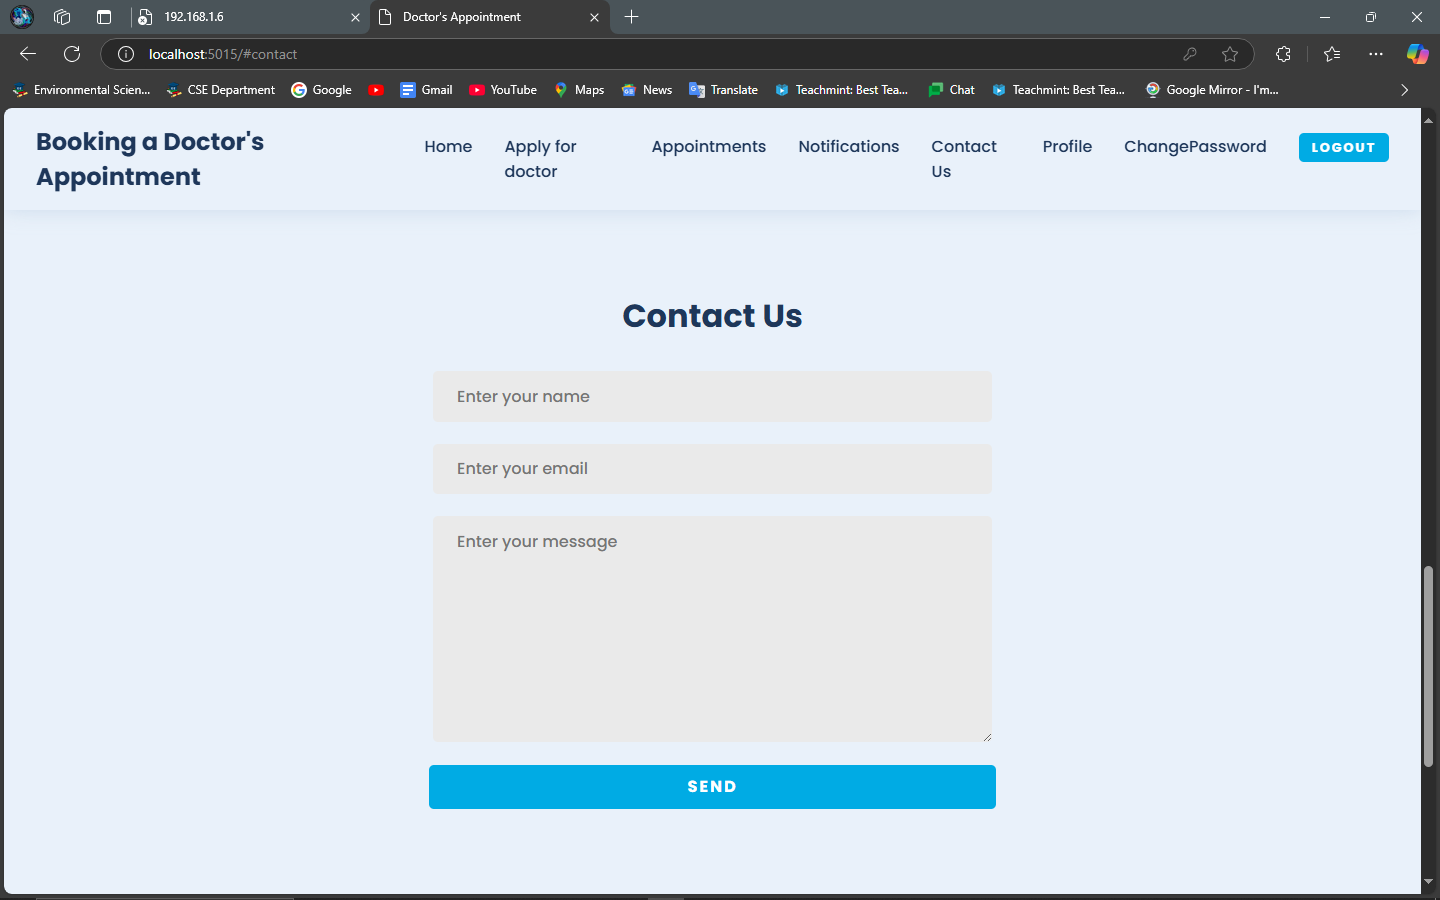 192.168.1.6
Doctor's Appointment
localhost:5015/#contact
Environmental Scien...
CSE Department
Google
Gmail
YouTube
Maps
News
Translate
Teachmint: Best Tea...
Chat
Teachmint: Best Tea...
Google Mirror - I'm...
Booking a Doctor's
Appointment
Home
Apply for
doctor
Appointments
Notifications
Contact
Us
Profile
ChangePassword
LOGOUT
Contact Us
Enter your name
Enter your email
Enter your message
SEND